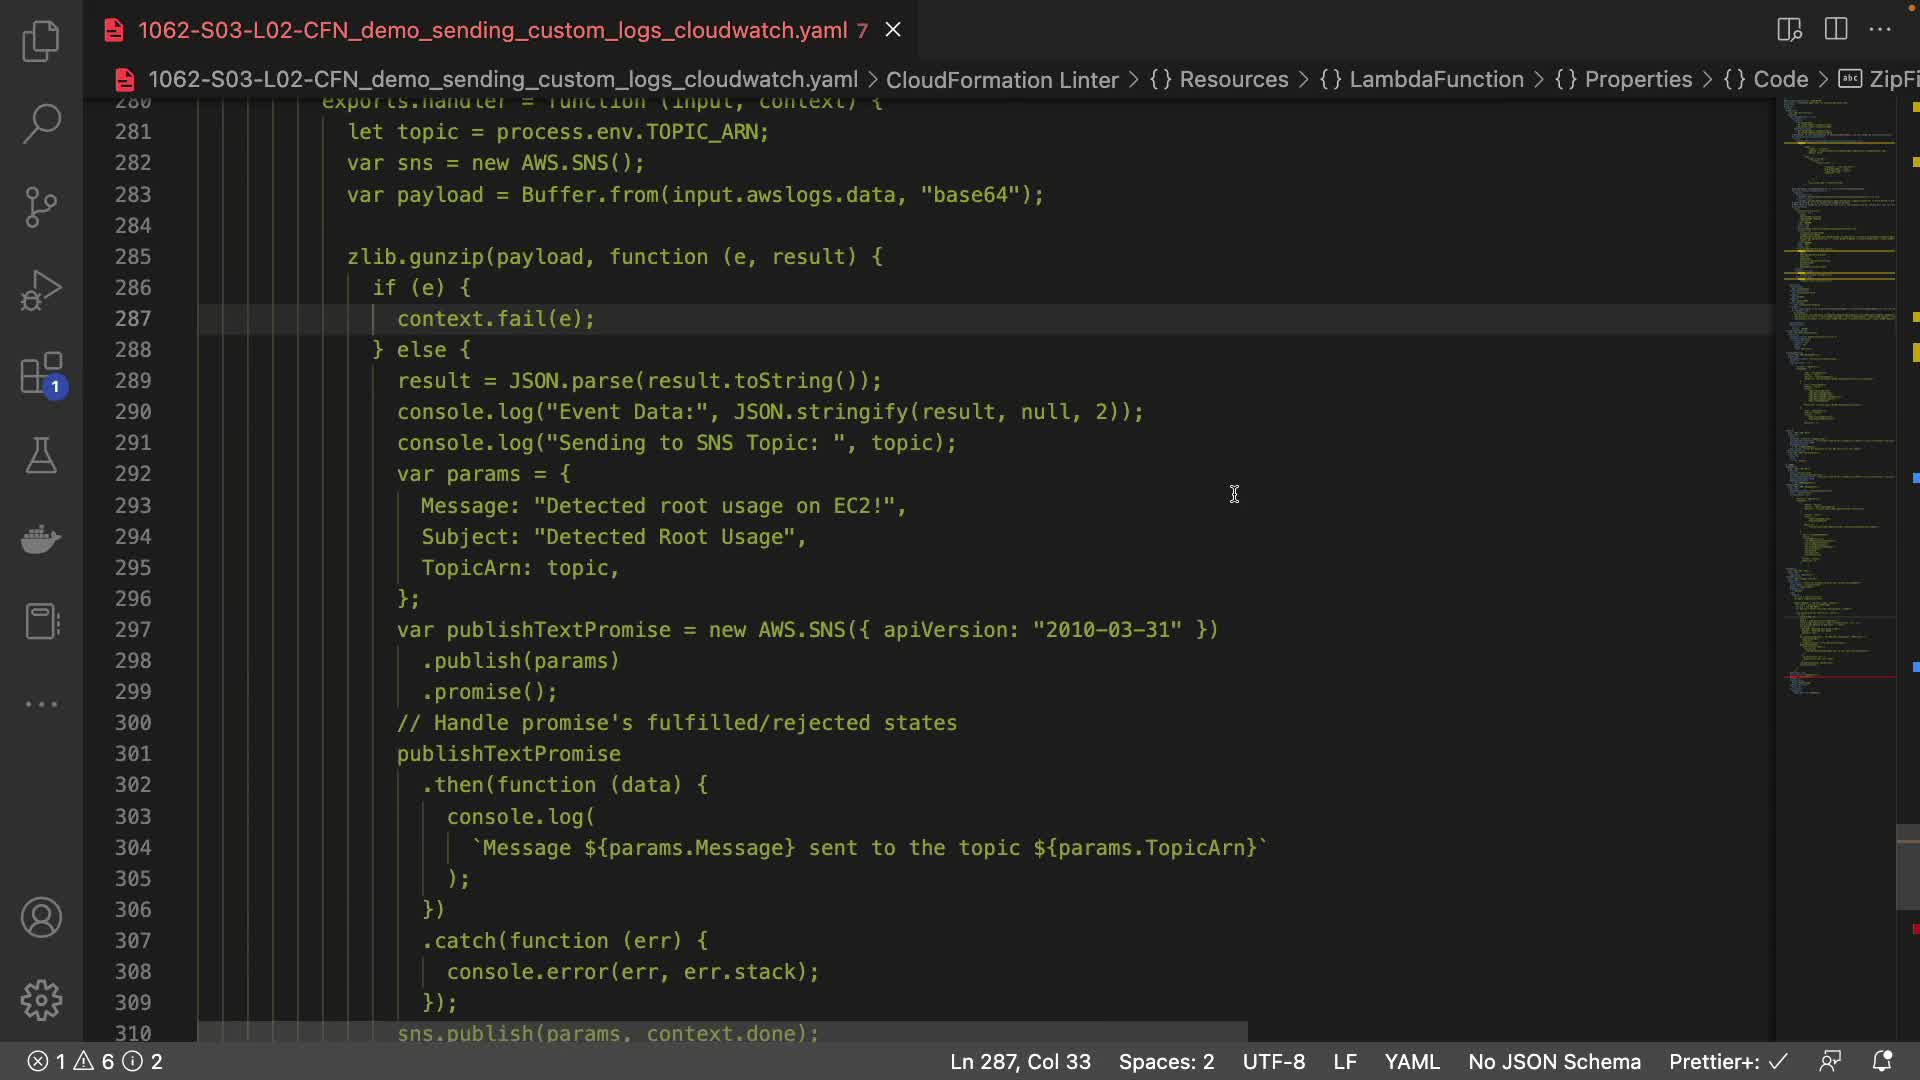 1062-S03-L02-CFN_demo_sending_custom_logs_cloudwatch.yaml 7
1062-S03-L02-CFN_demo_sending_custom_logs_cloudwatch.yaml > CloudFormation Linter > {} Resources > {} LambdaFunction > {} Properties > {} Code > abc ZipFi
280 exports.handler = function (input, context) {
281 let topic = process.env.TOPIC_ARN;
282 var sns = new AWS.SNS();
283 var payload = Buffer.from(input.awslogs.data, "base64");
284
285 zlib.gunzip(payload, function (e, result) {
286 if (e) {
287 context.fail(e);
288 } else {
289 result = JSON.parse(result.toString());
290 console.log("Event Data:", JSON.stringify(result, null, 2));
291 console.log("Sending to SNS Topic: ", topic);
292 var params = {
293 Message: "Detected root usage on EC2!",
294 Subject: "Detected Root Usage",
295 TopicArn: topic,
296 };
297 var publishTextPromise = new AWS.SNS({ apiVersion: "2010-03-31" })
298 .publish(params)
299 .promise();
300 // Handle promise's fulfilled/rejected states
301 publishTextPromise
302 .then(function (data) {
303 console.log(
304 `Message ${params.Message} sent to the topic ${params.TopicArn}`
305 );
306 })
307 .catch(function (err) {
308 console.error(err, err.stack);
309 });
310 sns.publish(params, context.done);
1
1 6 2 Ln 287, Col 33 Spaces: 2 UTF-8 LF YAML No JSON Schema Prettier+: ✓